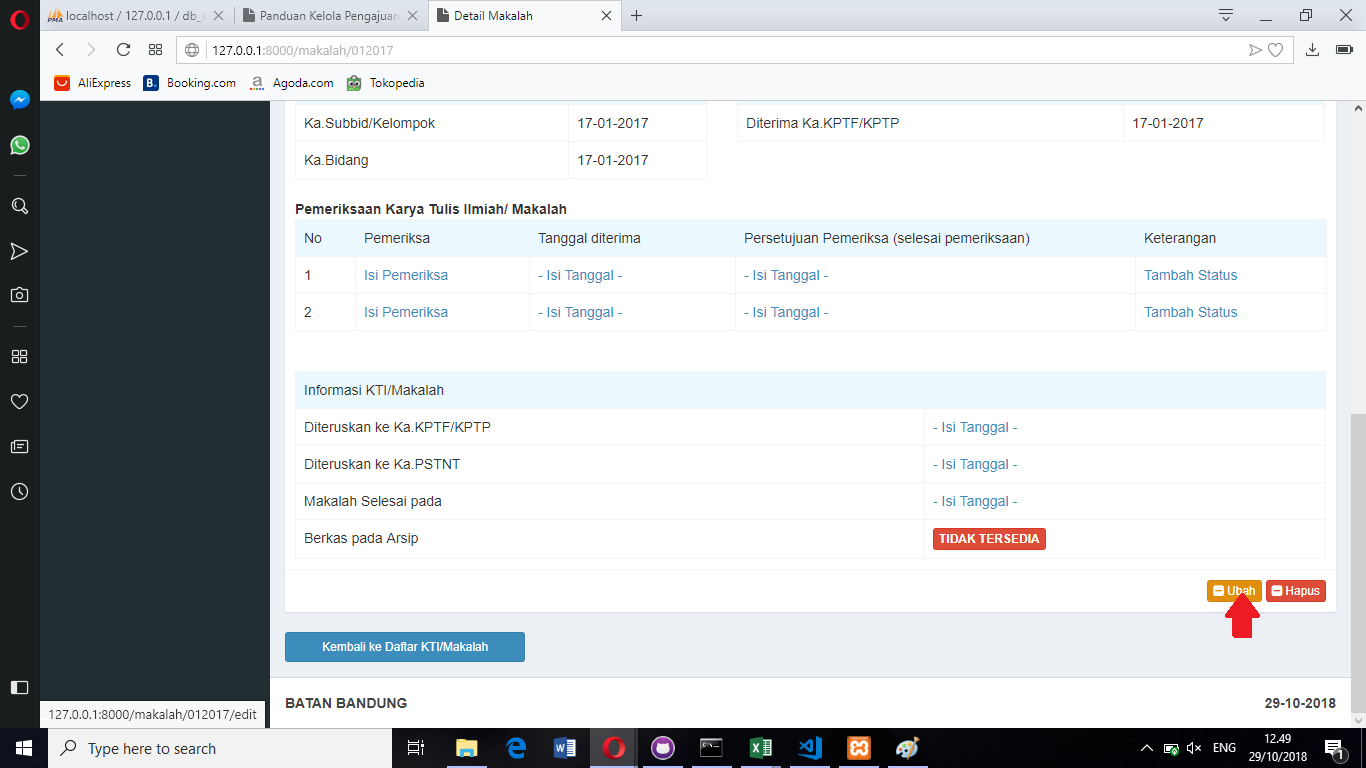 localhost / 127.0.0.1 / db_s
Panduan Kelola Pengajuan
Detail Makalah
127.0.0.1:8000/makalah/012017
AliExpress
B. Booking.com
a Agoda.com
Tokopedia
Ka.Subbid/Kelompok 17-01-2017
Diterima Ka.KPTF/KPTP 17-01-2017
Ka.Bidang 17-01-2017
Pemeriksaan Karya Tulis Ilmiah/ Makalah
No Pemeriksa Tanggal diterima Persetujuan Pemeriksa (selesai pemeriksaan) Keterangan
1 Isi Pemeriksa - Isi Tanggal - - Isi Tanggal - Tambah Status
2 Isi Pemeriksa - Isi Tanggal - - Isi Tanggal - Tambah Status
Informasi KTI/Makalah
Diteruskan ke Ka.KPTF/KPTP - Isi Tanggal -
Diteruskan ke Ka.PSTNT - Isi Tanggal -
Makalah Selesai pada - Isi Tanggal -
Berkas pada Arsip TIDAK TERSEDIA
Ubah Hapus
Kembali ke Daftar KTI/Makalah
BATAN BANDUNG 29-10-2018
127.0.0.1:8000/makalah/012017/edit
Type here to search
ENG
12.49
29/10/2018
1